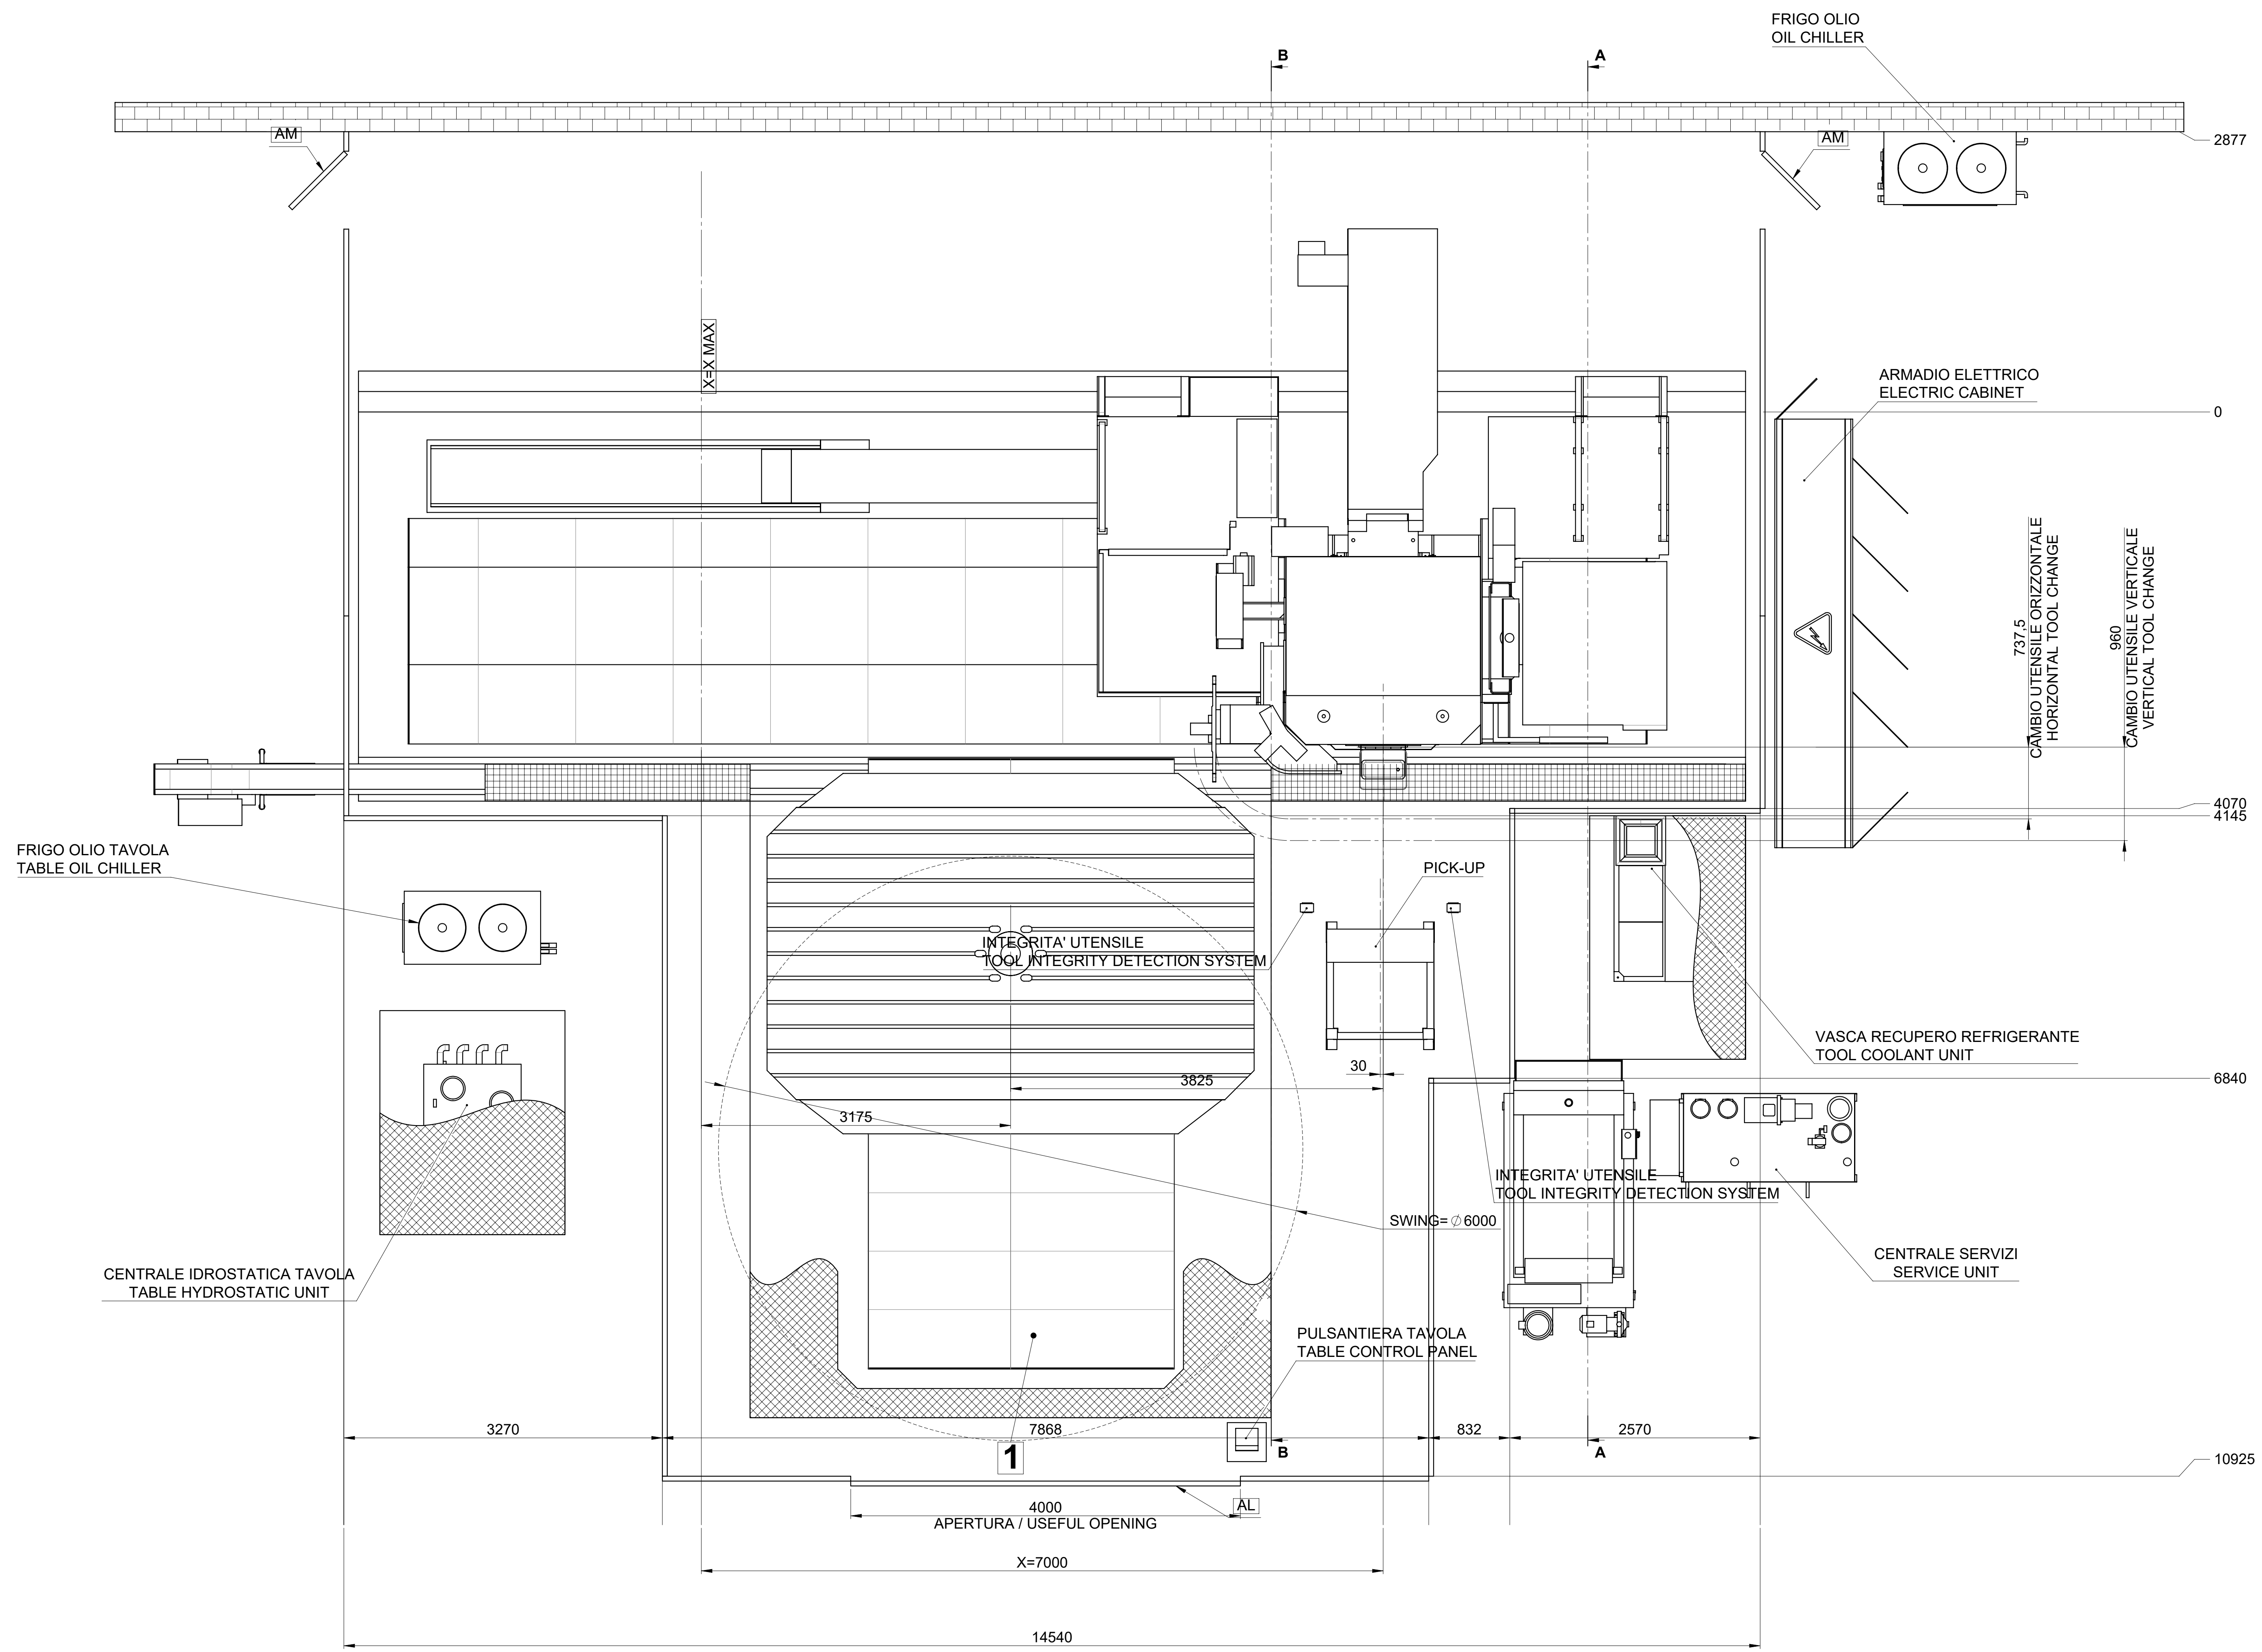 FRIGO OLIO
OIL CHILLER
B
A
AM
AM
2877
X=X MAX
ARMADIO ELETTRICO
ELECTRIC CABINET
0
737,5
CAMBIO UTENSILE ORIZZONTALE
HORIZONTAL TOOL CHANGE
960
CAMBIO UTENSILE VERTICALE
VERTICAL TOOL CHANGE
4070
4145
FRIGO OLIO TAVOLA
TABLE OIL CHILLER
PICK-UP
INTEGRITA' UTENSILE
TOOL INTEGRITY DETECTION SYSTEM
VASCA RECUPERO REFRIGERANTE
TOOL COOLANT UNIT
30
3825
6840
3175
INTEGRITA' UTENSILE
TOOL INTEGRITY DETECTION SYSTEM
SWING=∅6000
CENTRALE SERVIZI
SERVICE UNIT
CENTRALE IDROSTATICA TAVOLA
TABLE HYDROSTATIC UNIT
PULSANTIERA TAVOLA
TABLE CONTROL PANEL
3270
7868
832
2570
1
B
A
10925
4000
APERTURA / USEFUL OPENING
AL
X=7000
14540